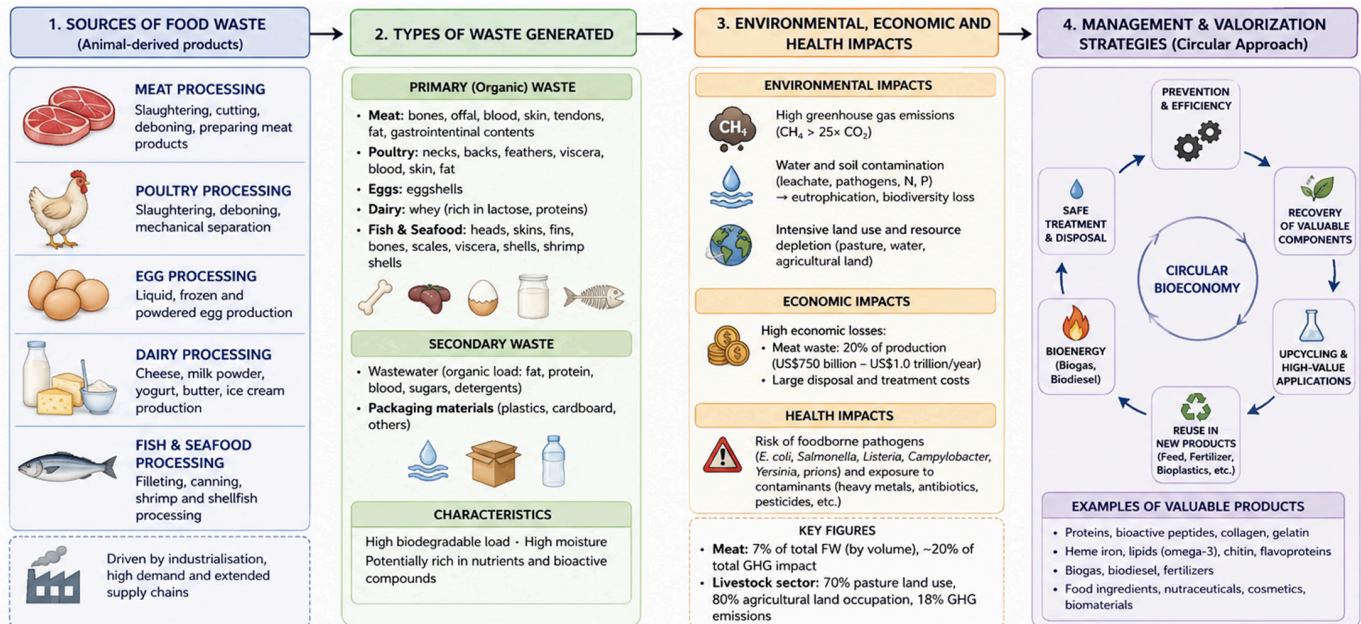 1. SOURCES OF FOOD WASTE
(Animal-derived products)
MEAT PROCESSING
Slaughtering, cutting,
deboning, preparing meat
products
POULTRY PROCESSING
Slaughtering, deboning,
mechanical separation
EGG PROCESSING
Liquid, frozen and
powdered egg production
DAIRY PROCESSING
Cheese, milk powder,
yogurt, butter, ice cream
production
FISH & SEAFOOD
PROCESSING
Filleting, canning,
shrimp and shellfish
processing
Driven by industrialisation,
high demand and extended
supply chains
2. TYPES OF WASTE GENERATED
PRIMARY (Organic) WASTE
• Meat: bones, offal, blood, skin, tendons,
fat, gastrointentinal contents
• Poultry: necks, backs, feathers, viscera,
blood, skin, fat
• Eggs: eggshells
• Dairy: whey (rich in lactose, proteins)
• Fish & Seafood: heads, skins, fins,
bones, scales, viscera, shells, shrimp
shells
SECONDARY WASTE
• Wastewater (organic load: fat, protein,
blood, sugars, detergents)
• Packaging materials (plastics, cardboard,
others)
CHARACTERISTICS
High biodegradable load • High moisture
Potentially rich in nutrients and bioactive
compounds
3. ENVIRONMENTAL, ECONOMIC AND
HEALTH IMPACTS
ENVIRONMENTAL IMPACTS
CH₄
High greenhouse gas emissions
(CH₄ > 25× CO₂)
Water and soil contamination
(leachate, pathogens, N, P)
→ eutrophication, biodiversity loss
Intensive land use and resource
depletion (pasture, water,
agricultural land)
ECONOMIC IMPACTS
High economic losses:
• Meat waste: 20% of production
(US$750 billion – US$1.0 trillion/year)
• Large disposal and treatment costs
HEALTH IMPACTS
Risk of foodborne pathogens
(E. coli, Salmonella, Listeria, Campylobacter,
Yersinia, prions) and exposure to
contaminants (heavy metals, antibiotics,
pesticides, etc.)
KEY FIGURES
• Meat: 7% of total FW (by volume), ~20% of
total GHG impact
• Livestock sector: 70% pasture land use,
80% agricultural land occupation, 18% GHG
emissions
4. MANAGEMENT & VALORIZATION
STRATEGIES (Circular Approach)
PREVENTION
& EFFICIENCY
RECOVERY
OF VALUABLE
COMPONENTS
UPCYCLING &
HIGH-VALUE
APPLICATIONS
REUSE IN
NEW PRODUCTS
(Feed, Fertilizer,
Bioplastics, etc.)
BIOENERGY
(Biogas,
Biodiesel)
SAFE
TREATMENT
& DISPOSAL
CIRCULAR
BIOECONOMY
EXAMPLES OF VALUABLE PRODUCTS
• Proteins, bioactive peptides, collagen, gelatin
• Heme iron, lipids (omega-3), chitin, flavoproteins
• Biogas, biodiesel, fertilizers
• Food ingredients, nutraceuticals, cosmetics,
biomaterials